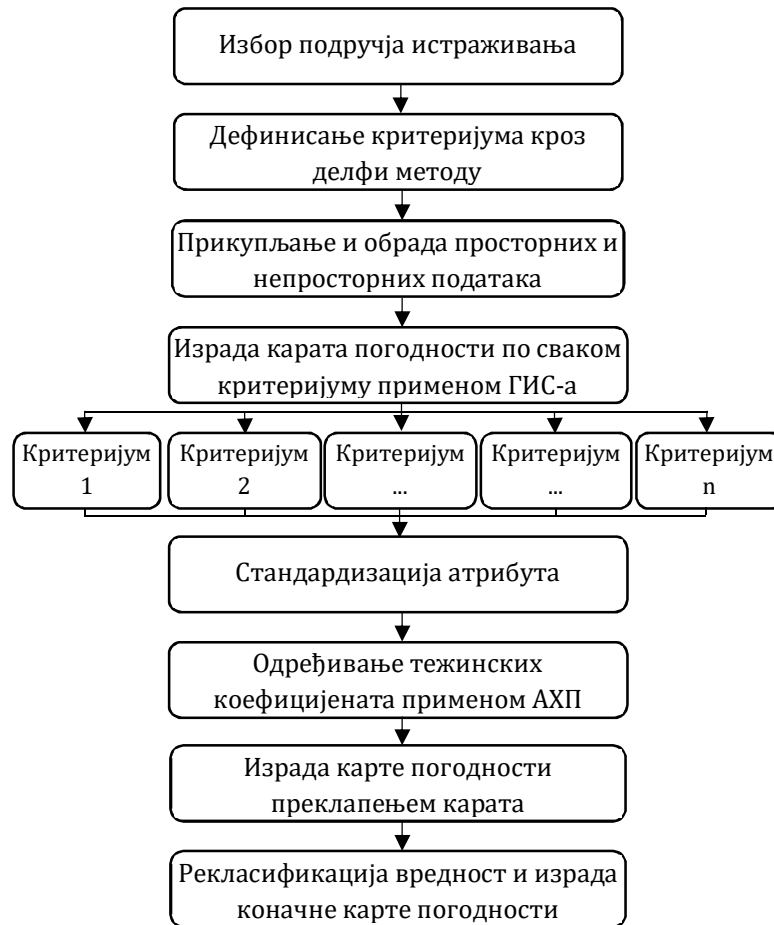 Избор подручја истраживања
Дефинисање критеријума кроз
делфи методу
Прикупљање и обрада просторних и
непросторних података
Израда карата погодности по сваком
критеријуму применом ГИС-а
Критеријум
1
Критеријум
2
Критеријум
...
Критеријум
...
Критеријум
n
Стандардизација атрибута
Одређивање тежинских
коефицијената применом АХП
Израда карте погодности
преклапењем карата
Рекласификација вредност и израда
коначне карте погодности